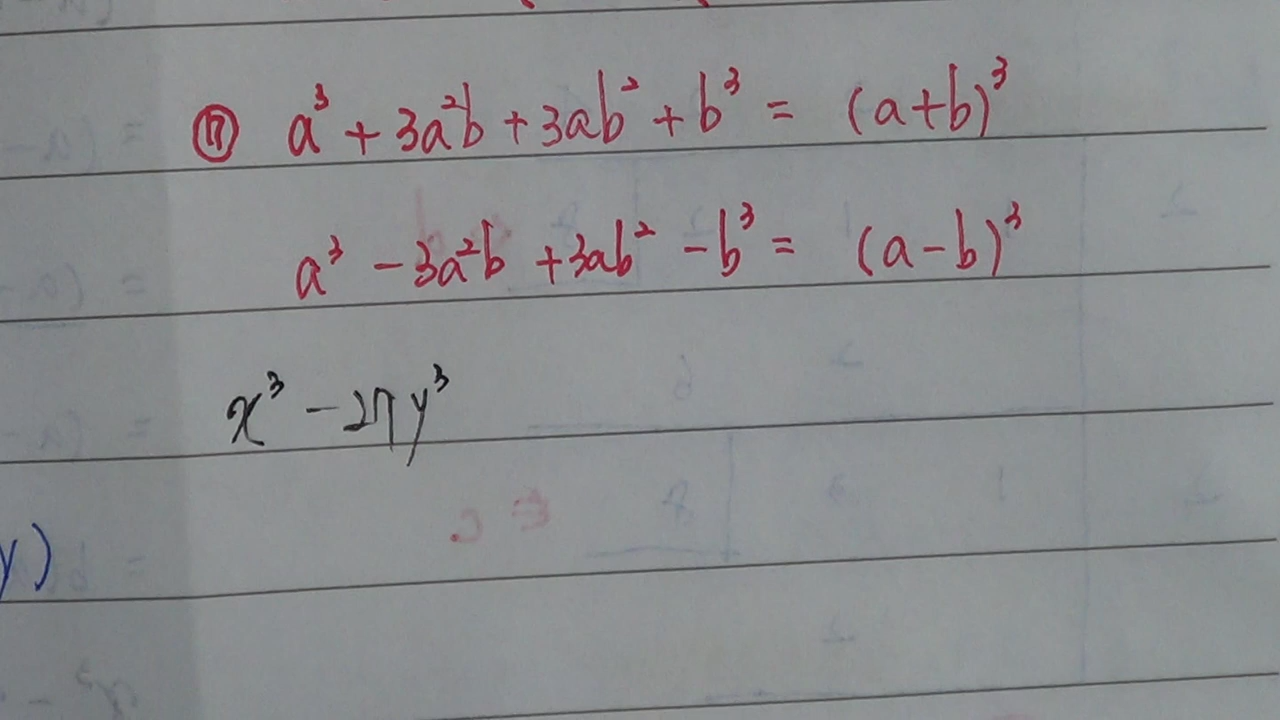 ⑰ a³ + 3a²b + 3ab² + b³ = (a+b)³
a³ - 3a²b + 3ab² - b³ = (a-b)³
x³ - 27y³
y)